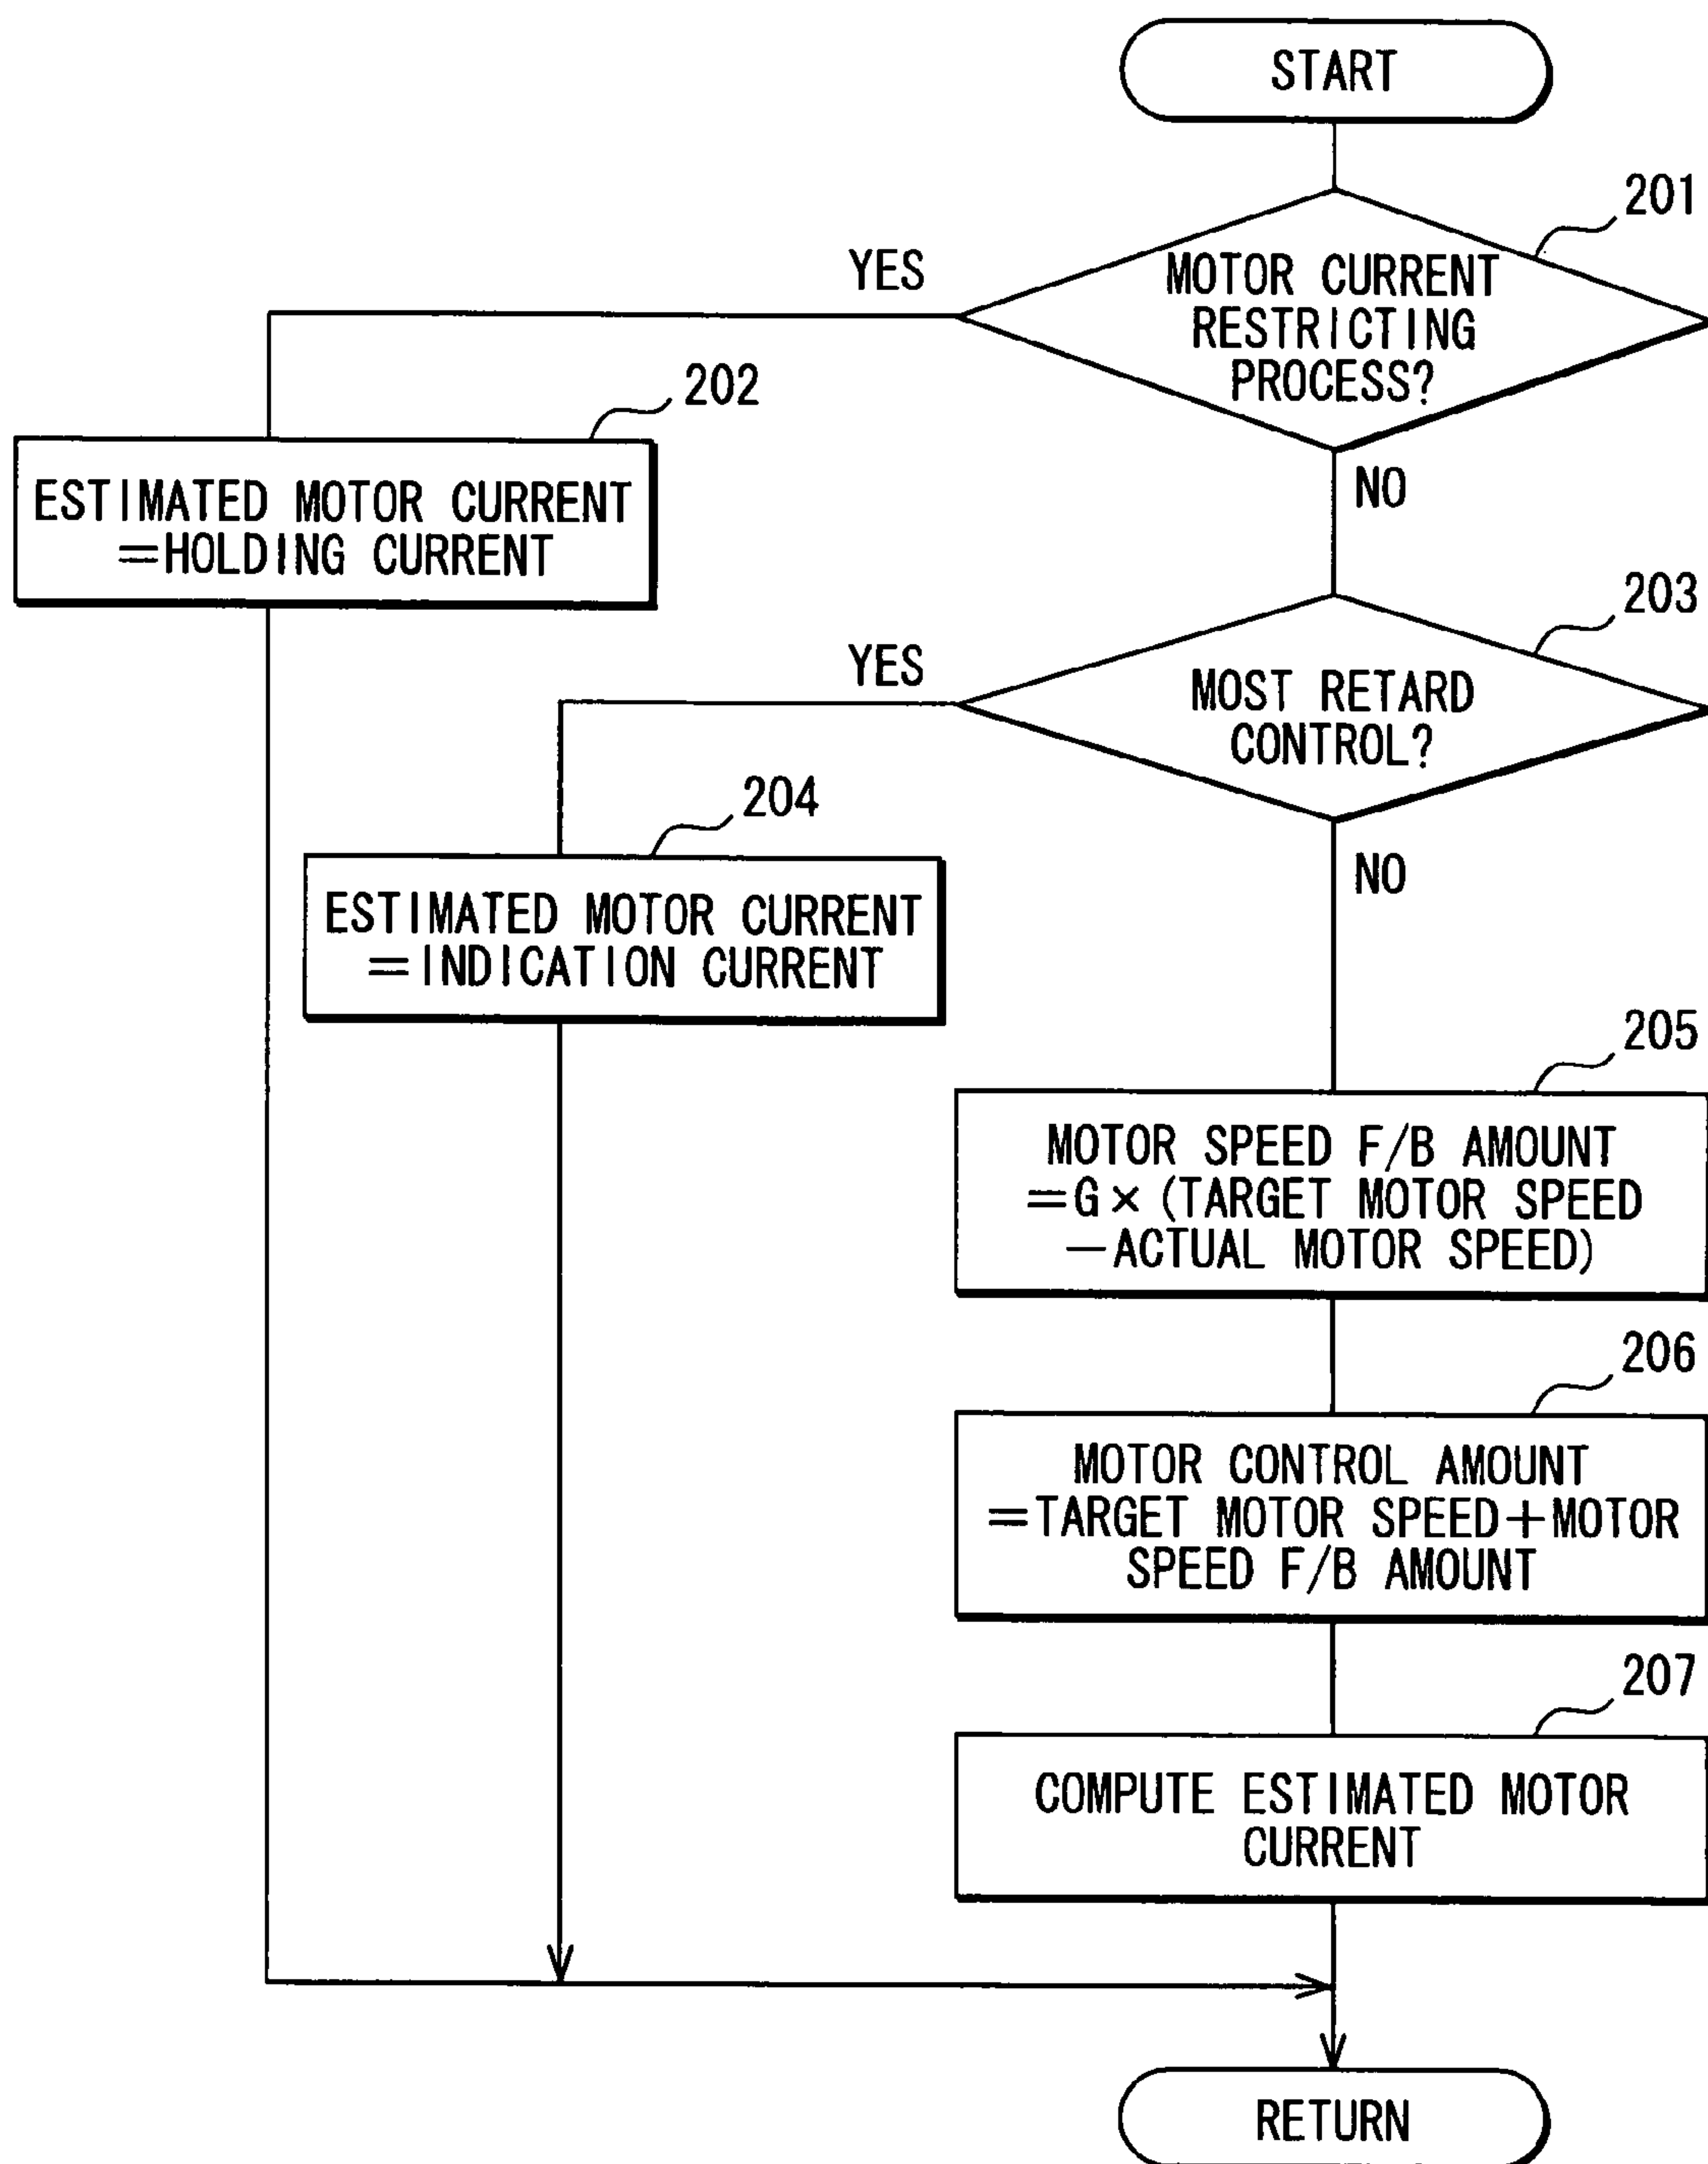 START
201
YES
MOTOR CURRENT
RESTRICTING
PROCESS?
202
NO
ESTIMATED MOTOR CURRENT
=HOLDING CURRENT
203
YES
MOST RETARD
CONTROL?
204
NO
ESTIMATED MOTOR CURRENT
=INDICATION CURRENT
205
MOTOR SPEED F/B AMOUNT
=G×(TARGET MOTOR SPEED
−ACTUAL MOTOR SPEED)
206
MOTOR CONTROL AMOUNT
=TARGET MOTOR SPEED+MOTOR
SPEED F/B AMOUNT
207
COMPUTE ESTIMATED MOTOR
CURRENT
RETURN